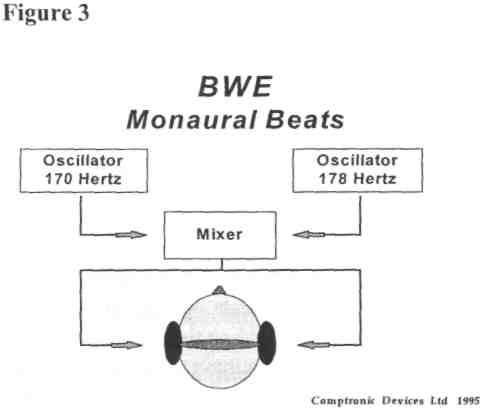 Figure 3
BWE
Monaural Beats
Oscillator
170 Hertz
Oscillator
178 Hertz
Mixer
Comptronic Devices Ltd 1995